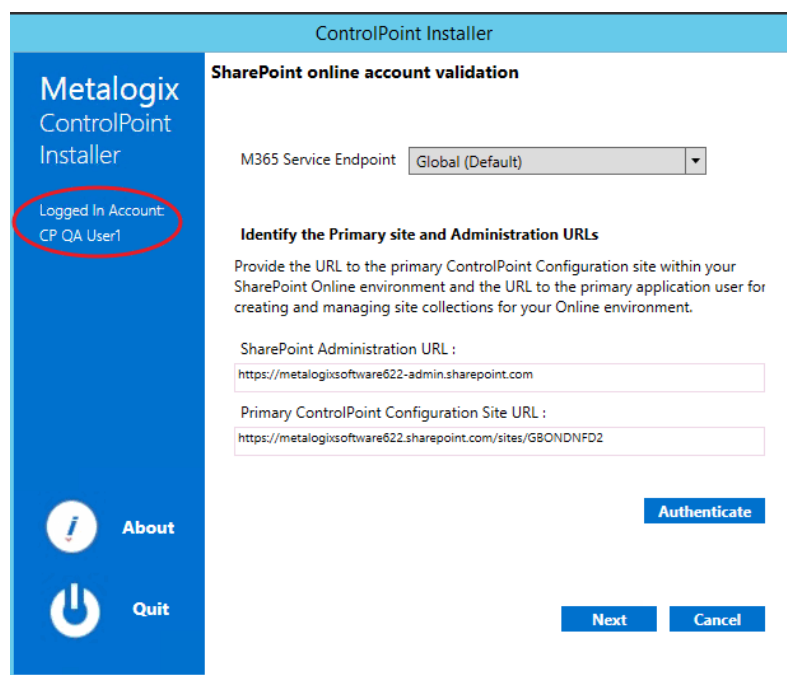 ControlPoint Installer
Metalogix
ControlPoint
Installer
Logged In Account:
CP QA User1
About
Quit
SharePoint online account validation
M365 Service Endpoint Global (Default)
Identify the Primary site and Administration URLs
Provide the URL to the primary ControlPoint Configuration site within your
SharePoint Online environment and the URL to the primary application user for
creating and managing site collections for your Online environment.
SharePoint Administration URL :
https://metalogixsoftware622-admin.sharepoint.com
Primary ControlPoint Configuration Site URL :
https://metalogixsoftware622.sharepoint.com/sites/GBONDNFD2
Authenticate
Next Cancel